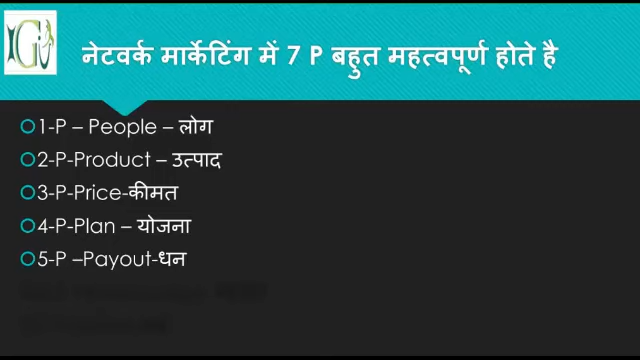 नेटवर्क मार्केटिंग में 7 P बहुत महत्वपूर्ण होते है
1-P – People – लोग
2-P-Product – उत्पाद
3-P-Price-कीमत
4-P-Plan – योजना
5-P –Payout-धन